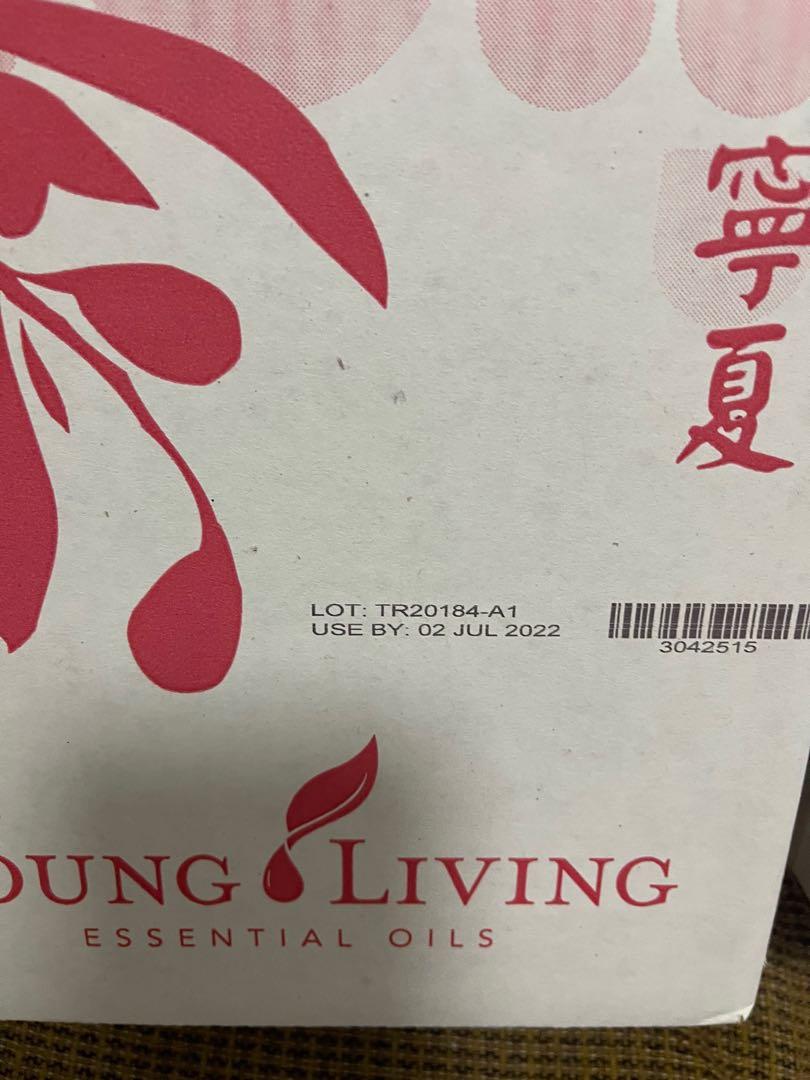 寧夏
LOT: TR20184-A1
USE BY: 02 JUL 2022
3042515
OUNG LIVING
ESSENTIAL OILS